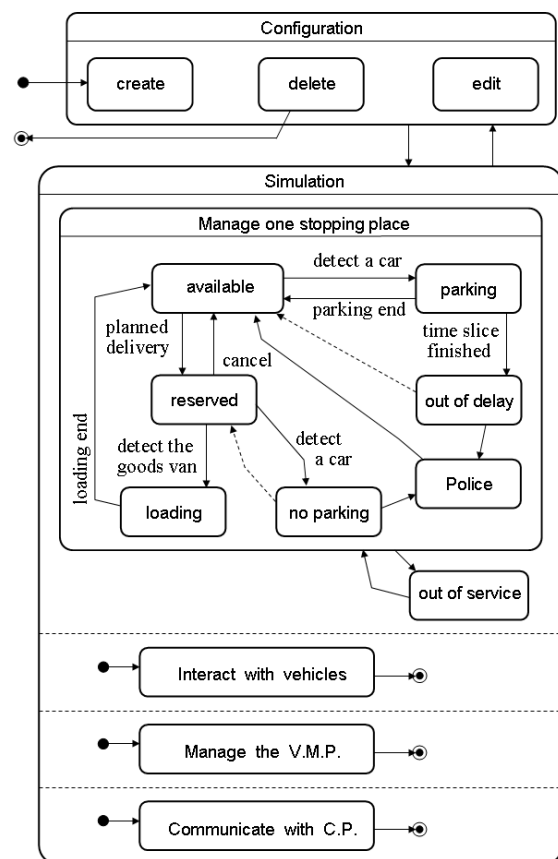 Configuration
create
delete
edit
Simulation
Manage one stopping place
detect a car
available
parking
parking end
planned
delivery
time slice
finished
cancel
reserved
out of delay
detect the
goods van
detect
a car
loading end
Police
loading
no parking
out of service
Interact with vehicles
Manage the V.M.P.
Communicate with C.P.